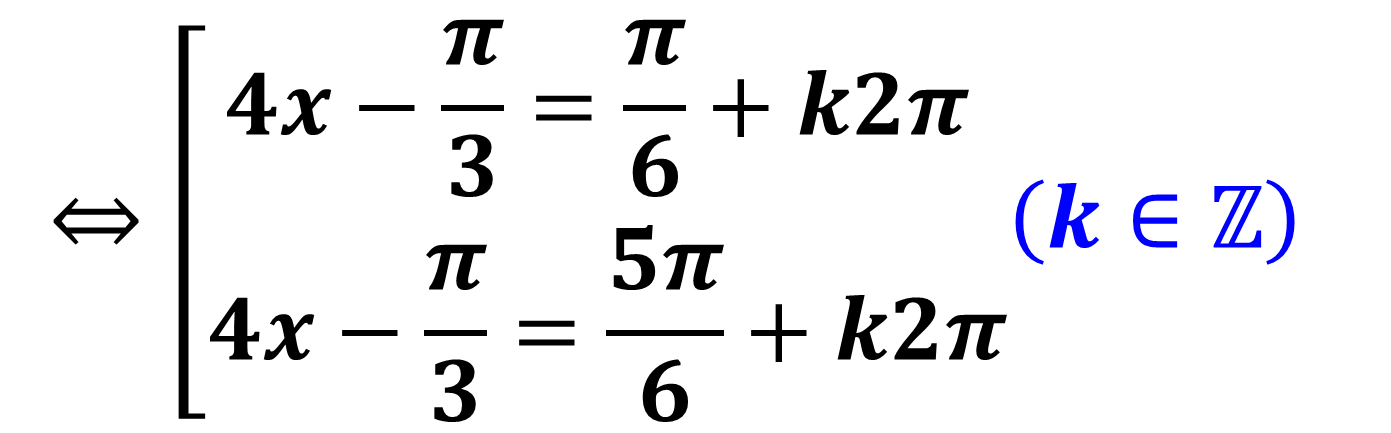 ⇔ [ 4x − π/3 = π/6 + k2π
4x − π/3 = 5π/6 + k2π (k ∈ ℤ)